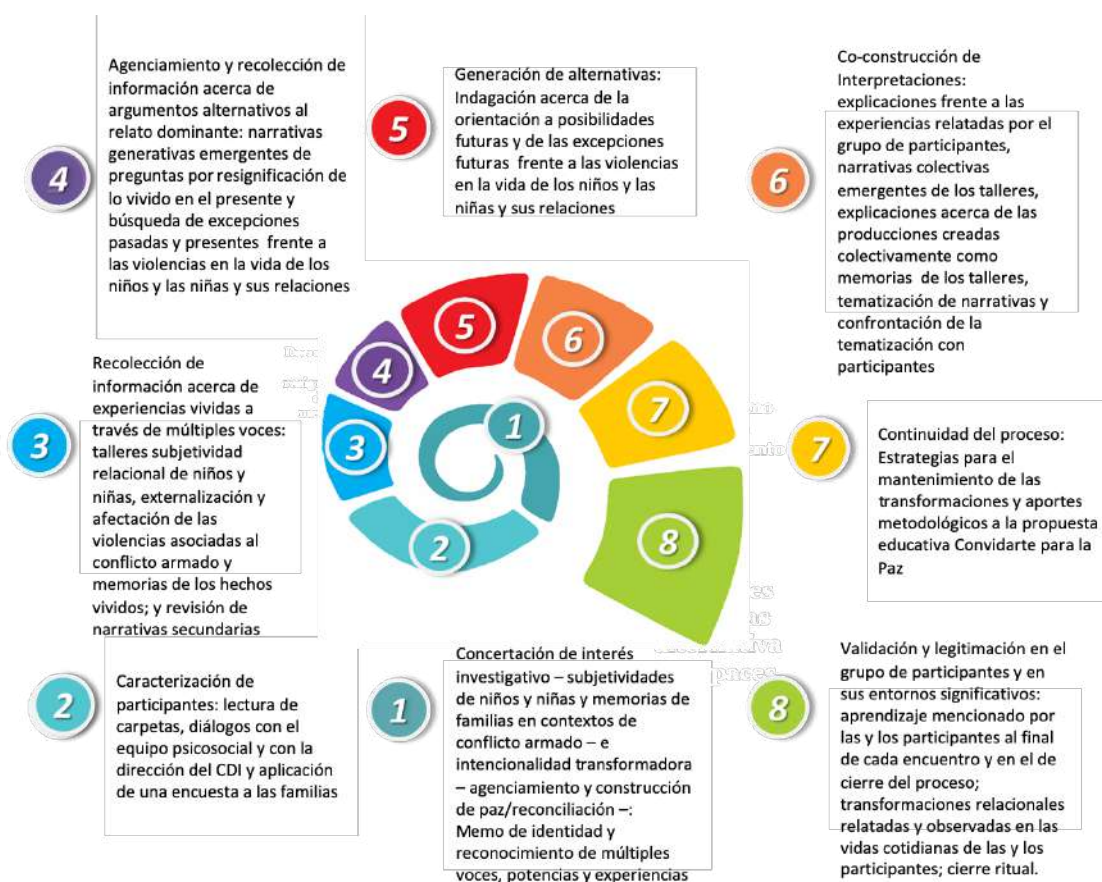 4
Agenciamiento y recolección de
información acerca de
argumentos alternativos al
relato dominante: narrativas
generativas emergentes de
preguntas por resignificación de
lo vivido en el presente y
búsqueda de excepciones
pasadas y presentes  frente a
las violencias en la vida de los
niños y las niñas y sus relaciones
5
Generación de alternativas:
Indagación acerca de la
orientación a posibilidades
futuras y de las excepciones
futuras  frente a las violencias
en la vida de los niños y las
niñas y sus relaciones
6
Co-construcción de
Interpretaciones:
explicaciones frente a las
experiencias relatadas por el
grupo de participantes,
narrativas colectivas
emergentes de los talleres,
explicaciones acerca de las
producciones creadas
colectivamente como
memorias  de los talleres,
tematización de narrativas y
confrontación de la
tematización con
participantes
3
Recolección de
información acerca de
experiencias vividas a
través de múltiples voces:
talleres subjetividad
relacional de niños y
niñas, externalización y
afectación de las
violencias asociadas al
conflicto armado y
memorias de los hechos
vividos; y revisión de
narrativas secundarias
1
2
3
4
5
6
7
8
7
Continuidad del proceso:
Estrategias para el
mantenimiento de las
transformaciones y aportes
metodológicos a la propuesta
educativa Convidarte para la
Paz
2
Caracterización de
participantes: lectura de
carpetas, diálogos con el
equipo psicosocial y con la
dirección del CDI y aplicación
de una encuesta a las familias
1
Concertación de interés
investigativo – subjetividades
de niños y niñas y memorias de
familias en contextos de
conflicto armado – e
intencionalidad transformadora
– agenciamiento y construcción
de paz/reconciliación –:
Memo de identidad y
reconocimiento de múltiples
voces, potencias y experiencias
8
Validación y legitimación en el
grupo de participantes y en
sus entornos significativos:
aprendizaje mencionado por
las y los participantes al final
de cada encuentro y en el de
cierre del proceso;
transformaciones relacionales
relatadas y observadas en las
vidas cotidianas de las y los
participantes; cierre ritual.